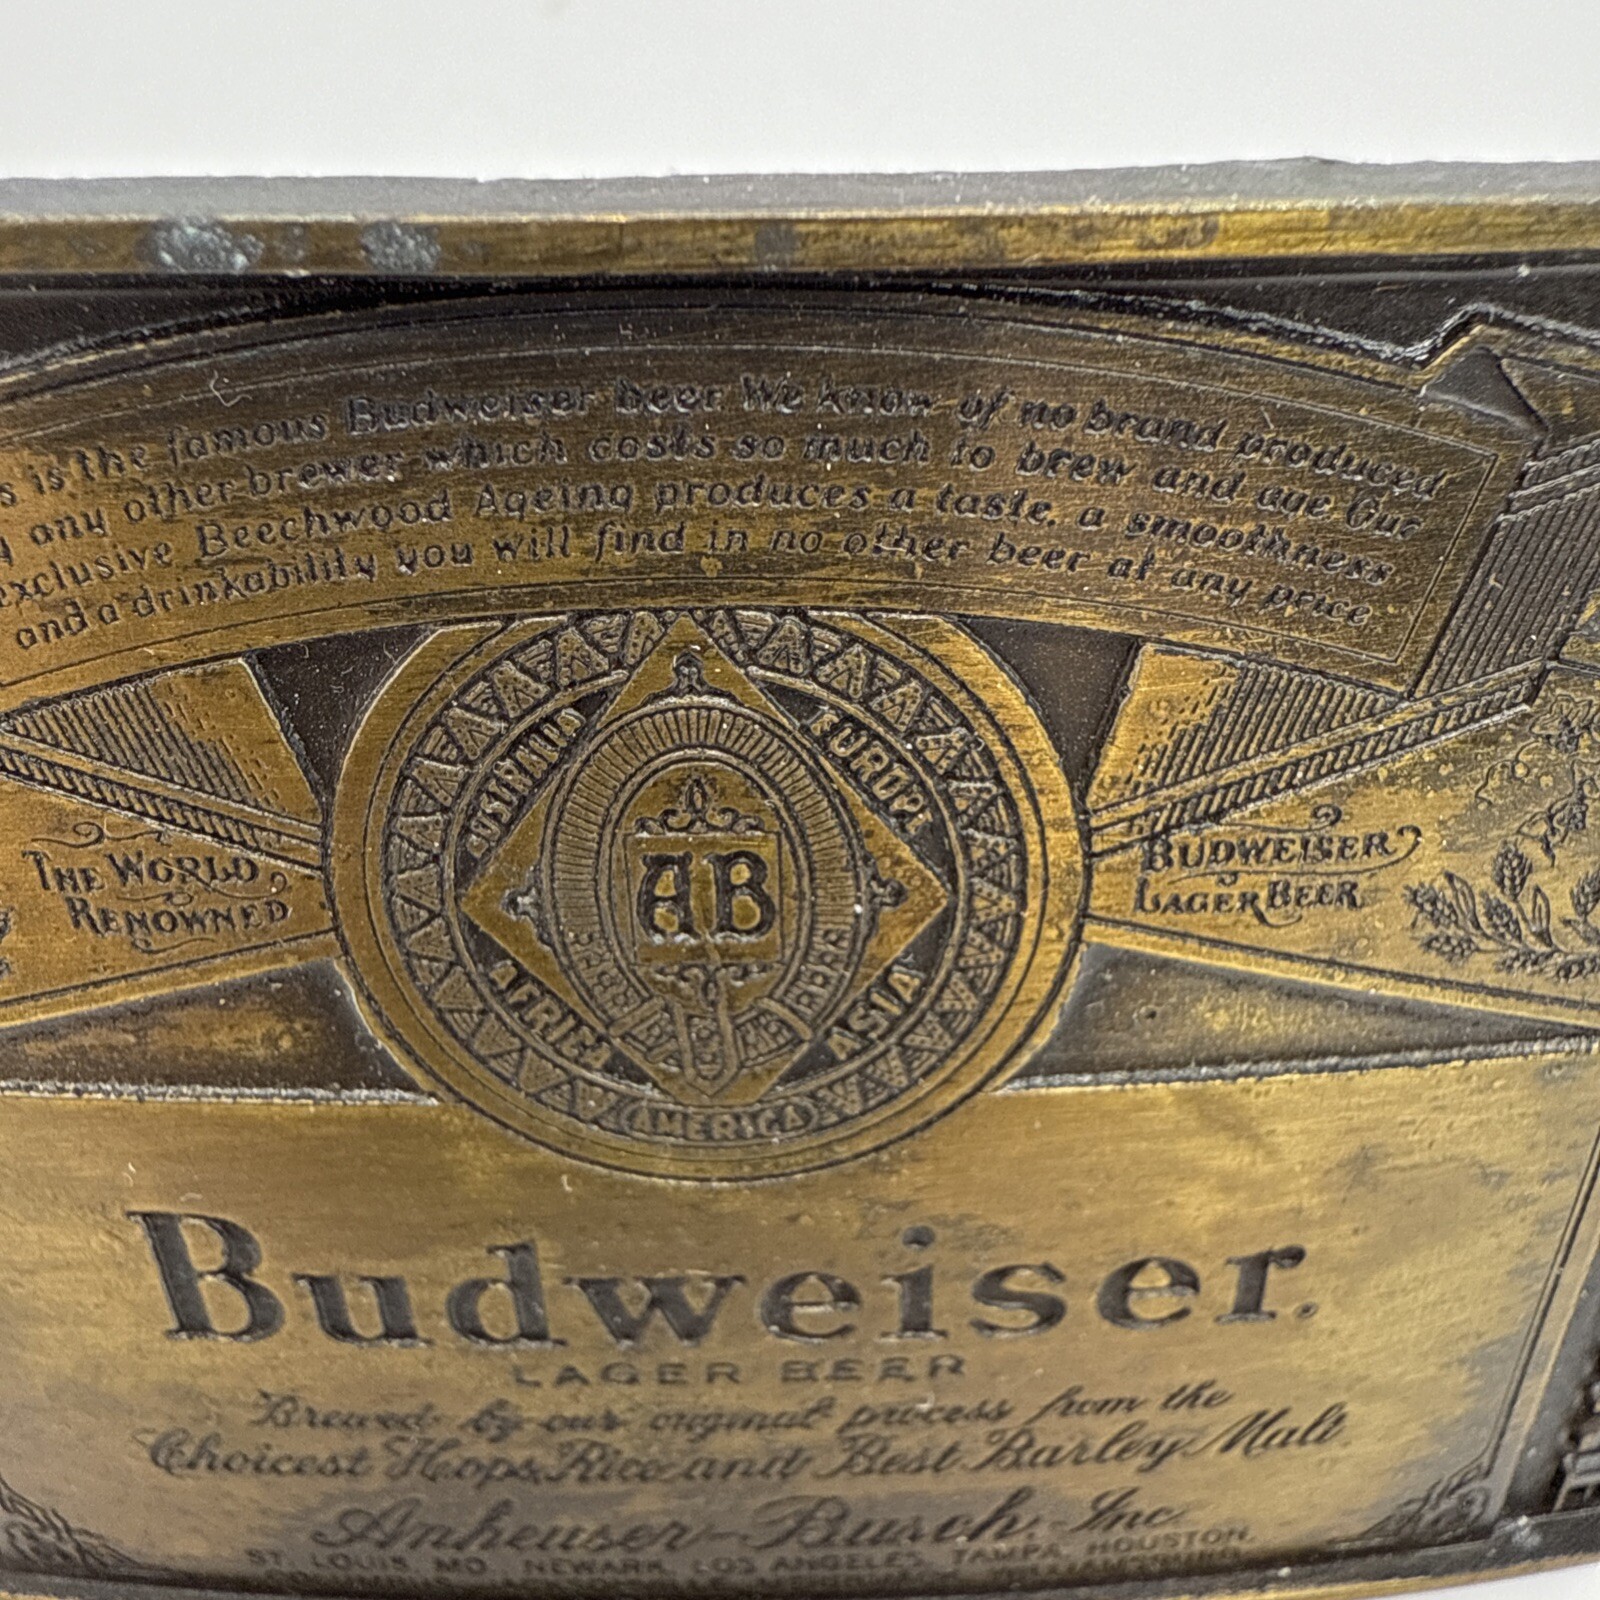 s is the famous Budweiser beer. We know of no brand produced
y any other brewer which costs so much to brew and age. Our
exclusive Beechwood Ageing produces a taste, a smoothness
and a drinkability you will find in no other beer at any price
AUSTRALIA
EUROPE
THE WORLD
RENOWNED
AB
BUDWEISER
LAGER BEER
AFRICA
ASIA
AMERICA
Budweiser.
LAGER BEER
Brewed by our original process from the
Choicest Hops, Rice and Best Barley Malt
Anheuser-Busch, Inc.
ST. LOUIS, MO. NEWARK, LOS ANGELES, TAMPA, HOUSTON,